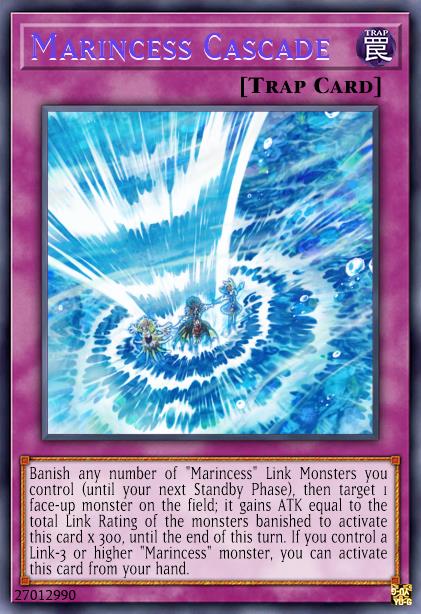 Marincess Cascade
TRAP
罠
[Trap Card]
Banish any number of "Marincess" Link Monsters you
control (until your next Standby Phase), then target 1
face-up monster on the field; it gains ATK equal to the
total Link Rating of the monsters banished to activate
this card x 300, until the end of this turn. If you control a
Link-3 or higher "Marincess" monster, you can activate
this card from your hand.
27012990